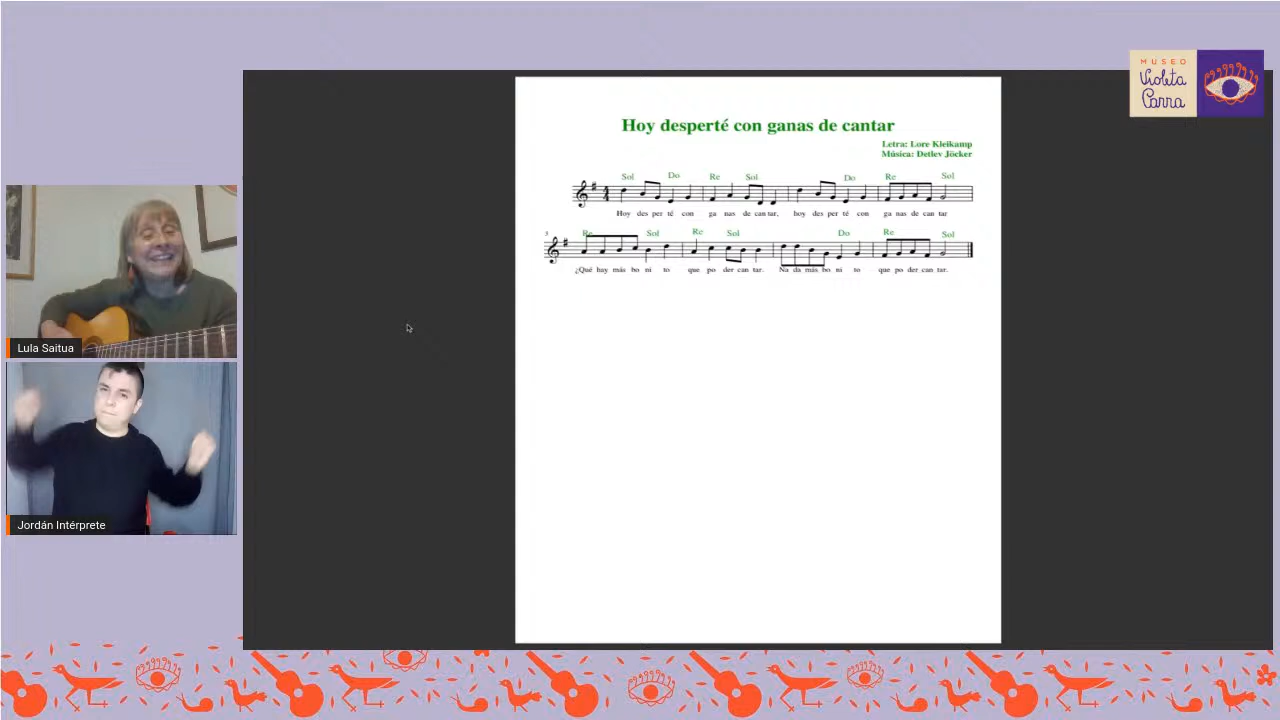 MUSEO
Violeta
Parra
Hoy desperté con ganas de cantar
Letra: Lore Kleikamp
Música: Detlev Jöcker
Sol Do Re Sol Do Re Sol
4
4
Hoy des per té con ga nas de can tar, hoy des per té con ga nas de can tar
5
Re Sol Re Sol Do Re Sol
¿Qué hay más bo ni to que po der can tar. Na da más bo ni to que po der can tar.
Lula Saitua
Jordán Intérprete